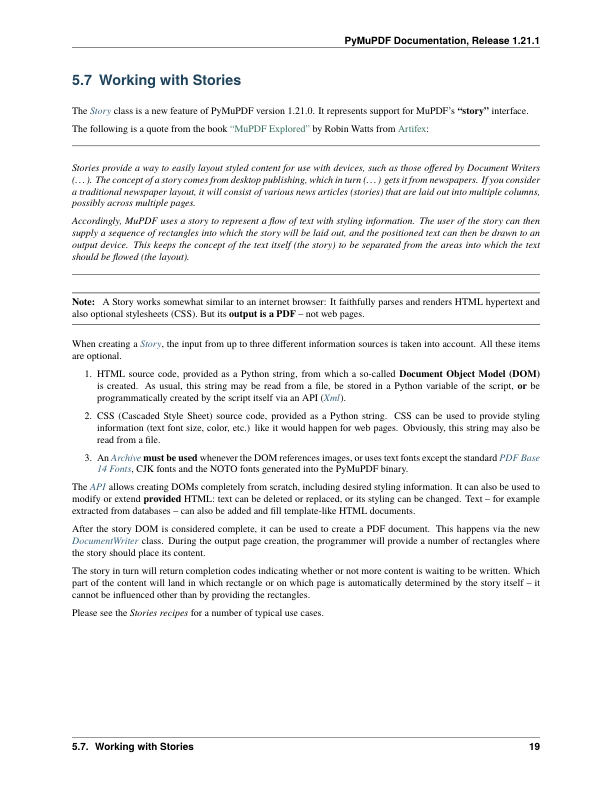 PyMuPDF Documentation, Release 1.21.1
5.7 Working with Stories
The Story class is a new feature of PyMuPDF version 1.21.0. It represents support for MuPDF's “story” interface.
The following is a quote from the book “MuPDF Explored” by Robin Watts from Artifex:
Stories provide a way to easily layout styled content for use with devices, such as those offered by Document Writers
(…). The concept of a story comes from desktop publishing, which in turn (…) gets it from newspapers. If you consider
a traditional newspaper layout, it will consist of various news articles (stories) that are laid out into multiple columns,
possibly across multiple pages.
Accordingly, MuPDF uses a story to represent a flow of text with styling information. The user of the story can then
supply a sequence of rectangles into which the story will be laid out, and the positioned text can then be drawn to an
output device. This keeps the concept of the text itself (the story) to be separated from the areas into which the text
should be flowed (the layout).
Note: A Story works somewhat similar to an internet browser: It faithfully parses and renders HTML hypertext and
also optional stylesheets (CSS). But its output is a PDF – not web pages.
When creating a Story, the input from up to three different information sources is taken into account. All these items
are optional.
1. HTML source code, provided as a Python string, from which a so-called Document Object Model (DOM)
is created. As usual, this string may be read from a file, be stored in a Python variable of the script, or be
programmatically created by the script itself via an API (Xml).
2. CSS (Cascaded Style Sheet) source code, provided as a Python string. CSS can be used to provide styling
information (text font size, color, etc.) like it would happen for web pages. Obviously, this string may also be
read from a file.
3. An Archive must be used whenever the DOM references images, or uses text fonts except the standard PDF Base
14 Fonts, CJK fonts and the NOTO fonts generated into the PyMuPDF binary.
The API allows creating DOMs completely from scratch, including desired styling information. It can also be used to
modify or extend provided HTML: text can be deleted or replaced, or its styling can be changed. Text – for example
extracted from databases – can also be added and fill template-like HTML documents.
After the story DOM is considered complete, it can be used to create a PDF document. This happens via the new
DocumentWriter class. During the output page creation, the programmer will provide a number of rectangles where
the story should place its content.
The story in turn will return completion codes indicating whether or not more content is waiting to be written. Which
part of the content will land in which rectangle or on which page is automatically determined by the story itself – it
cannot be influenced other than by providing the rectangles.
Please see the Stories recipes for a number of typical use cases.
5.7. Working with Stories 19